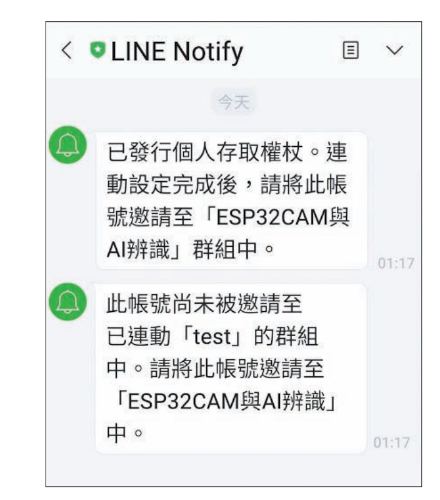 LINE Notify
今天
已發行個人存取權杖。連
動設定完成後，請將此帳
號邀請至「ESP32CAM與
AI辨識」群組中。
01:17
此帳號尚未被邀請至
已連動「test」的群組
中。請將此帳號邀請至
「ESP32CAM與AI辨識」
中。
01:17